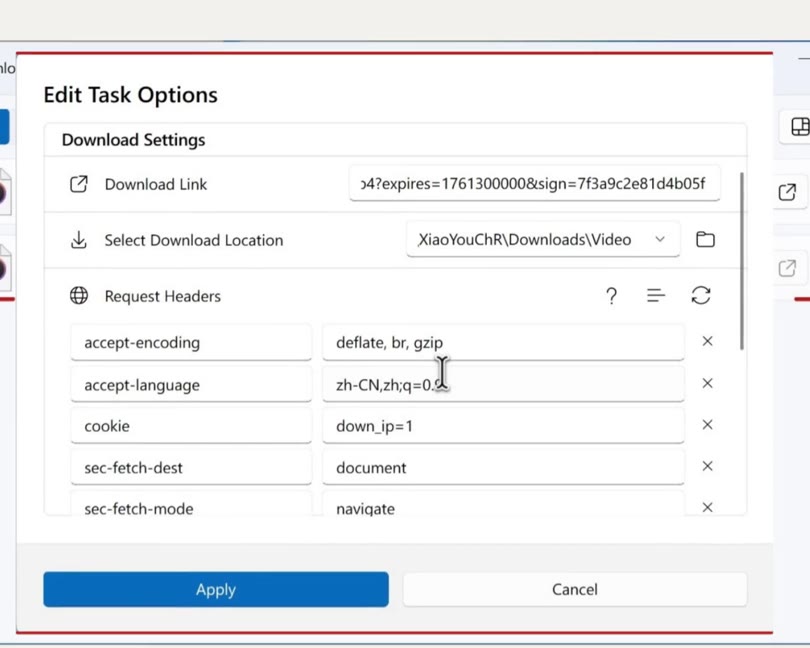 nlo
Edit Task Options
Download Settings
Download Link
04?expires=1761300000&sign=7f3a9c2e81d4b05f
Select Download Location
XiaoYouChR\Downloads\Video
Request Headers
?
accept-encoding
deflate, br, gzip
accept-language
zh-CN,zh;q=0.
cookie
down_ip=1
sec-fetch-dest
document
sec-fetch-mode
navigate
Apply
Cancel